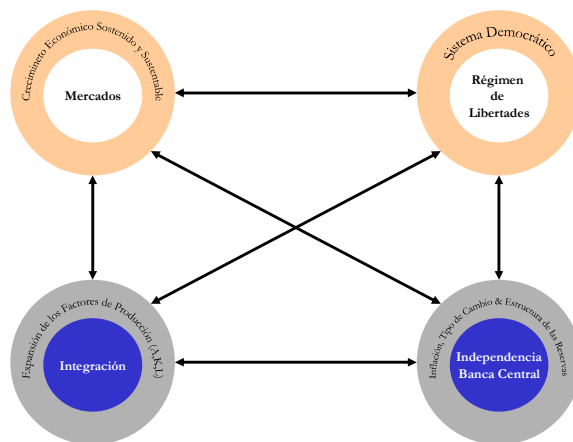 Crecimineto Económico Sostenido y Sustentable
Mercados
Sistema Democrático
Régimen
de
Libertades
Expansión de los Factores de Producción (A,K,L)
Integración
Inflación, Tipo de Cambio & Estructura de las Reservas
Independencia
Banca Central